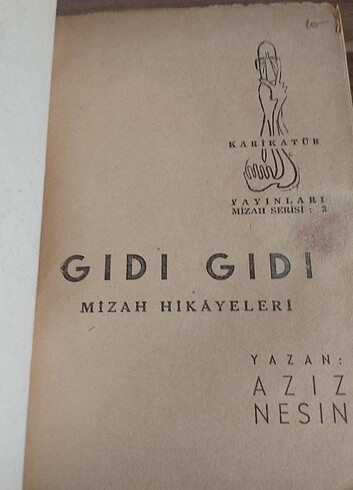 KARİKATÜR
YAYINLARI
MİZAH SERİSİ : 2
GIDI GIDI
MİZAH HİKÂYELERİ
YAZAN:
AZİZ
NESİN